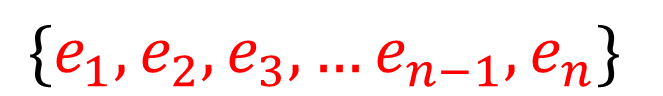 {e₁, e₂, e₃, … eₙ₋₁, eₙ}